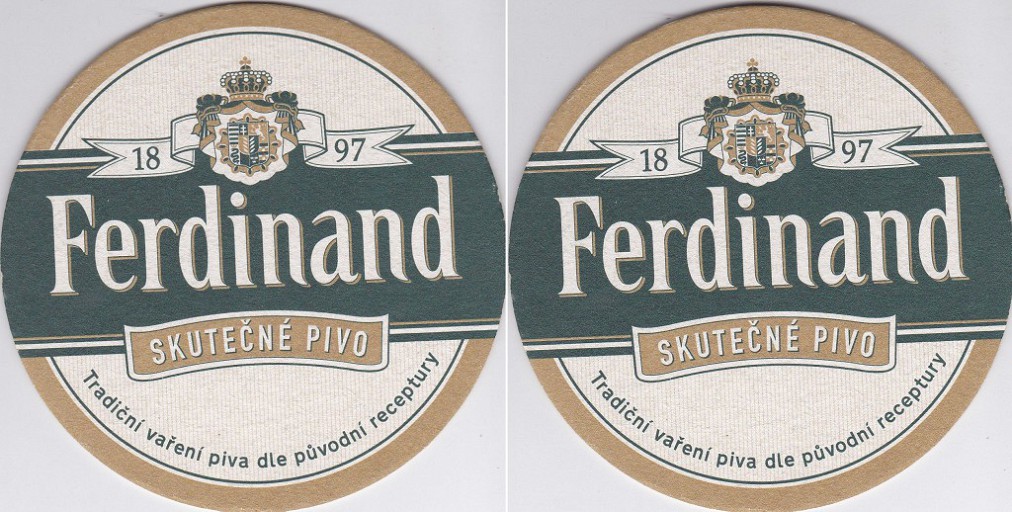 18 97
Ferdinand
SKUTEČNÉ PIVO
Tradiční vaření piva dle původní receptury
18 97
Ferdinand
SKUTEČNÉ PIVO
Tradiční vaření piva dle původní receptury